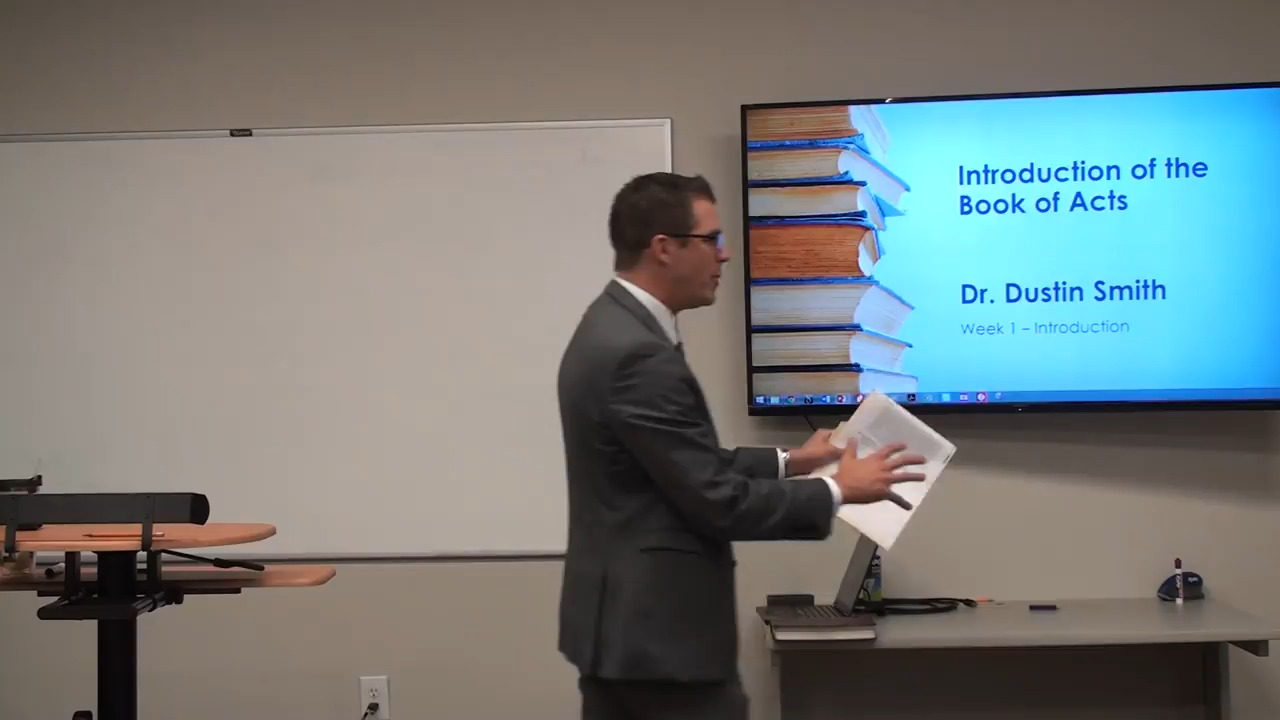 Introduction of the
Book of Acts
Dr. Dustin Smith
Week 1 – Introduction